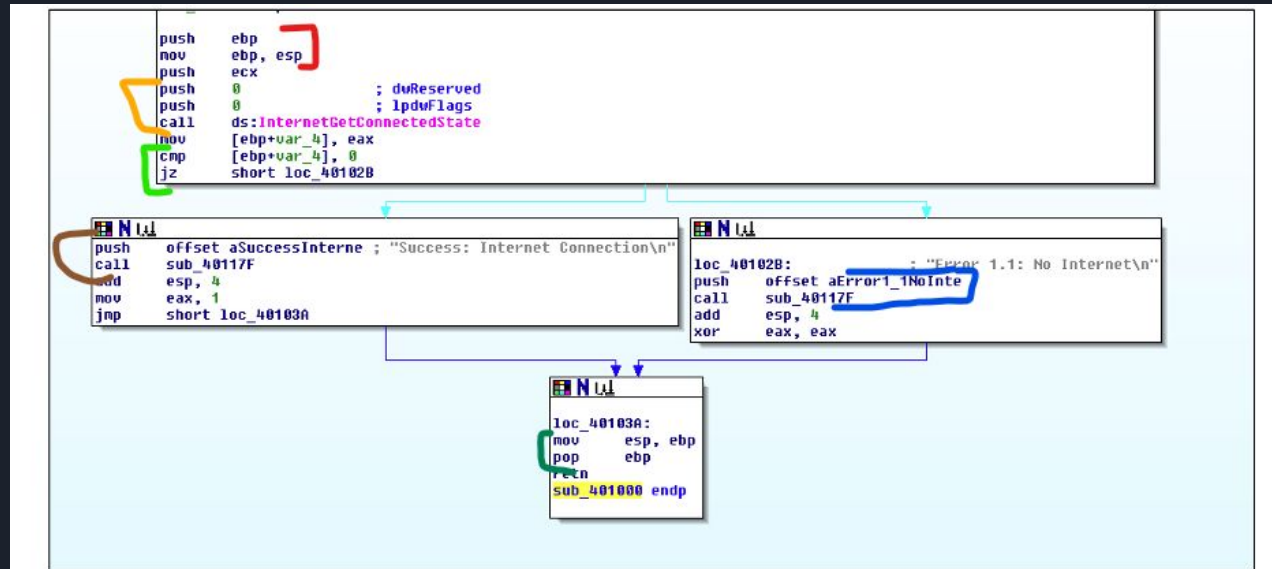 push ebp
mov ebp, esp
push ecx
push 0 ; dwReserved
push 0 ; lpdwFlags
call ds:InternetGetConnectedState
mov [ebp+var_4], eax
cmp [ebp+var_4], 0
jz short loc_40102B
push offset aSuccessInterne ; "Success: Internet Connection\n"
call sub_40117F
add esp, 4
mov eax, 1
jmp short loc_40103A
loc_40102B: ; "Error 1.1: No Internet\n"
push offset aError1_1NoInte
call sub_40117F
add esp, 4
xor eax, eax
loc_40103A:
mov esp, ebp
pop ebp
retn
sub_401000 endp